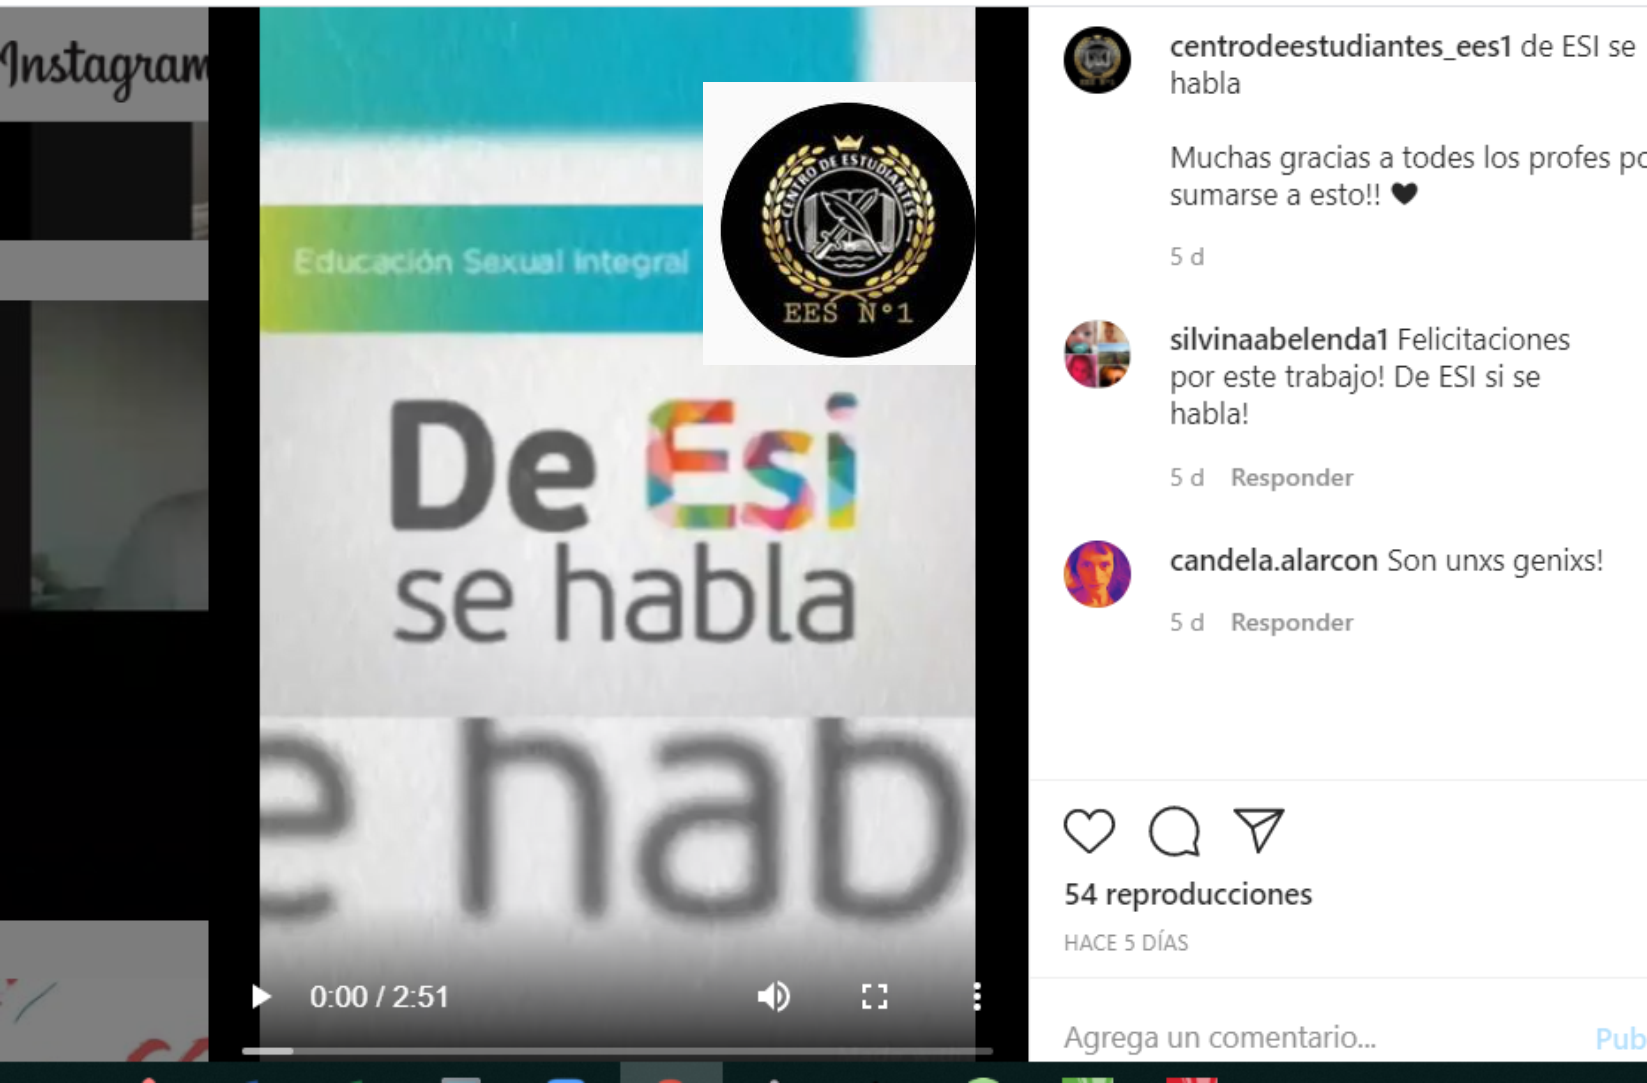 Instagram
Educación Sexual Integral
CENTRO DE ESTUDIANTES
EES N°1
De Esi
se habla
e hab
0:00 / 2:51
centrodeestudiantes_ees1 de ESI se
habla
Muchas gracias a todes los profes
sumarse a esto!! 🖤
5 d
silvinaabelenda1 Felicitaciones
por este trabajo! De ESI si se
habla!
5 d Responder
candela.alarcon Son unxs genixs!
5 d Responder
54 reproducciones
HACE 5 DÍAS
Agrega un comentario...
Pub